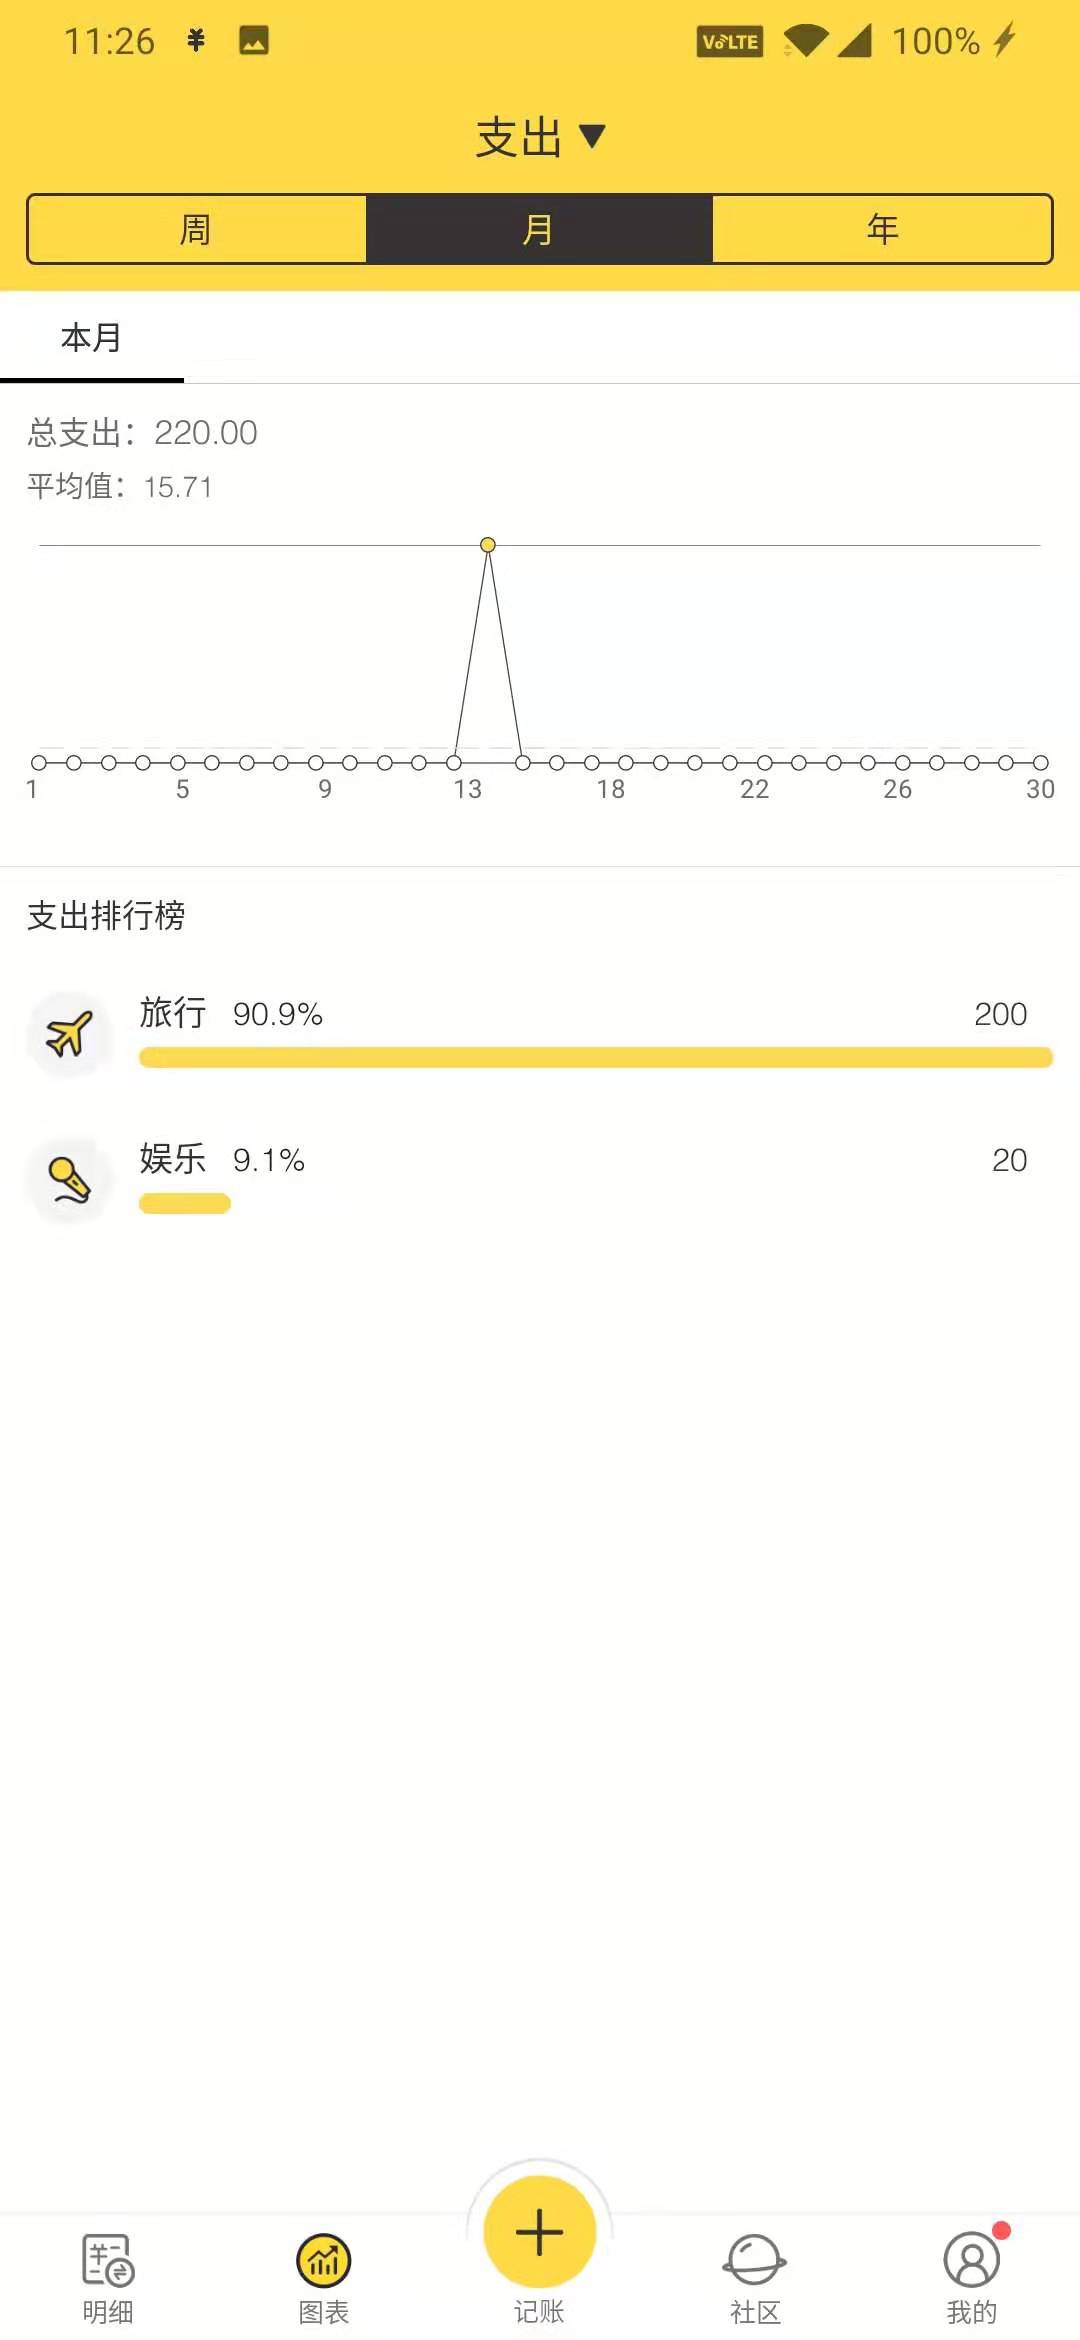 11:26 VoLTE 100%
支出
周 月 年
本月
总支出：220.00
平均值：15.71
1 5 9 13 18 22 26 30
支出排行榜
旅行 90.9% 200
娱乐 9.1% 20
明细 图表 记账 社区 我的